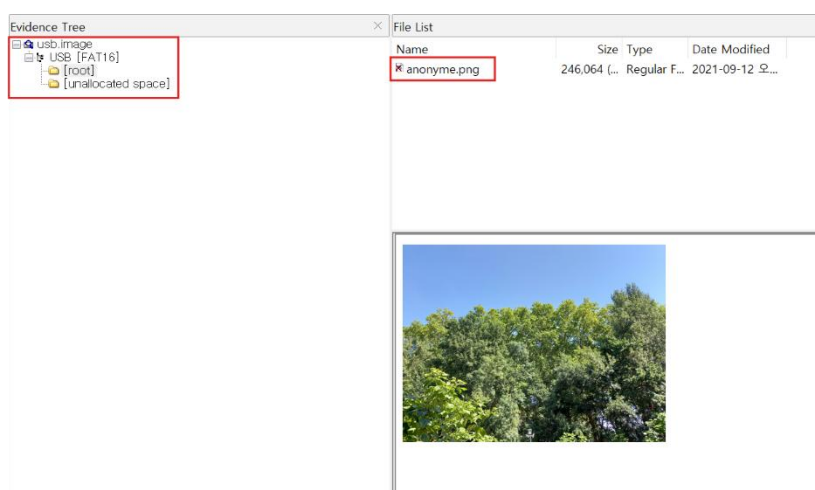 Evidence Tree
usb.image
USB [FAT16]
[root]
[unallocated space]
File List
Name Size Type Date Modified
anonyme.png 246,064 (... Regular F... 2021-09-12 오...